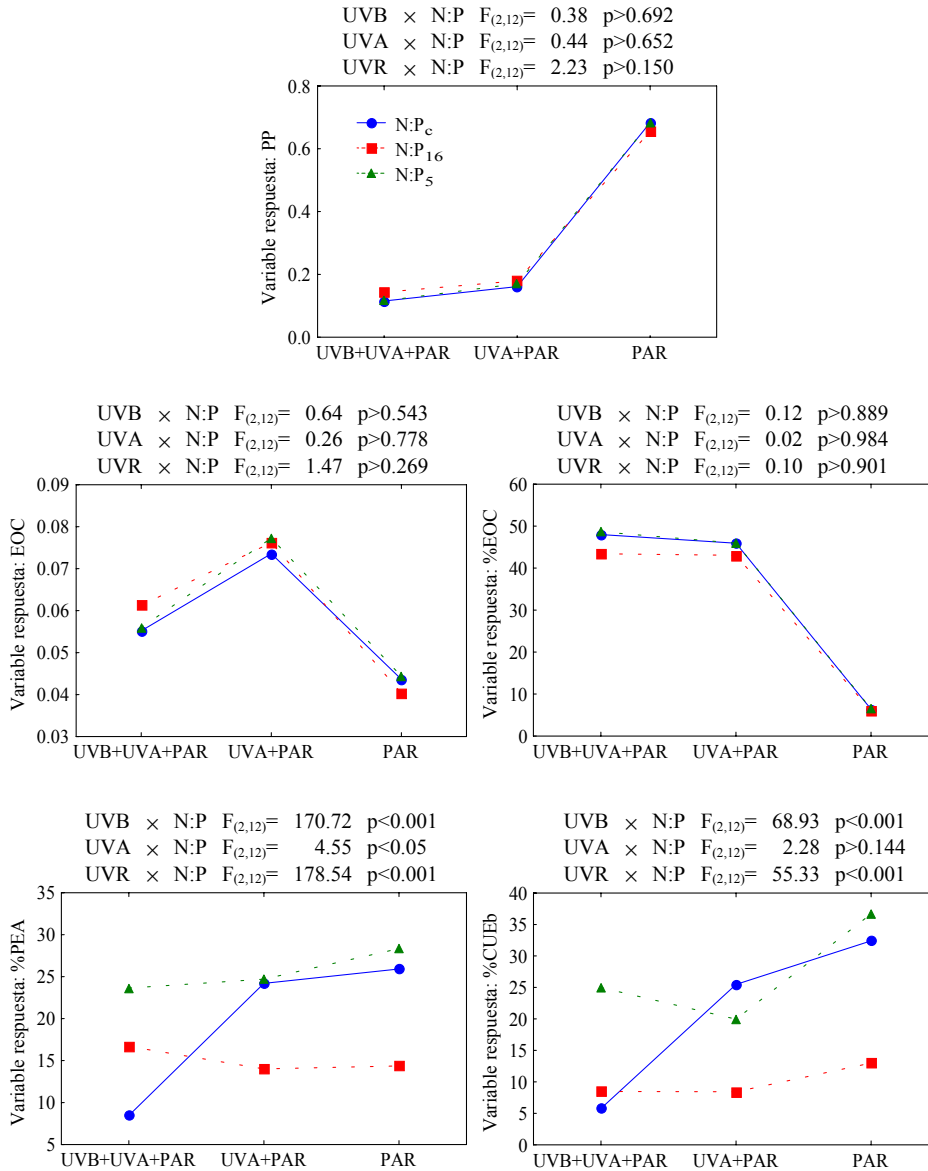 UVB × N:P F(2,12)= 0.38 p>0.692
UVA × N:P F(2,12)= 0.44 p>0.652
UVR × N:P F(2,12)= 2.23 p>0.150
0.8
0.6
0.4
0.2
0.0
Variable respuesta: PP
N:Pc
N:P16
N:P5
UVB+UVA+PAR UVA+PAR PAR
UVB × N:P F(2,12)= 0.64 p>0.543
UVA × N:P F(2,12)= 0.26 p>0.778
UVR × N:P F(2,12)= 1.47 p>0.269
0.09
0.08
0.07
0.06
0.05
0.04
0.03
Variable respuesta: EOC
UVB+UVA+PAR UVA+PAR PAR
UVB × N:P F(2,12)= 0.12 p>0.889
UVA × N:P F(2,12)= 0.02 p>0.984
UVR × N:P F(2,12)= 0.10 p>0.901
60
50
40
30
20
10
0
Variable respuesta: %EOC
UVB+UVA+PAR UVA+PAR PAR
UVB × N:P F(2,12)= 170.72 p<0.001
UVA × N:P F(2,12)= 4.55 p<0.05
UVR × N:P F(2,12)= 178.54 p<0.001
35
30
25
20
15
10
5
Variable respuesta: %PEA
UVB+UVA+PAR UVA+PAR PAR
UVB × N:P F(2,12)= 68.93 p<0.001
UVA × N:P F(2,12)= 2.28 p>0.144
UVR × N:P F(2,12)= 55.33 p<0.001
40
35
30
25
20
15
10
5
0
Variable respuesta: %CUEb
UVB+UVA+PAR UVA+PAR PAR